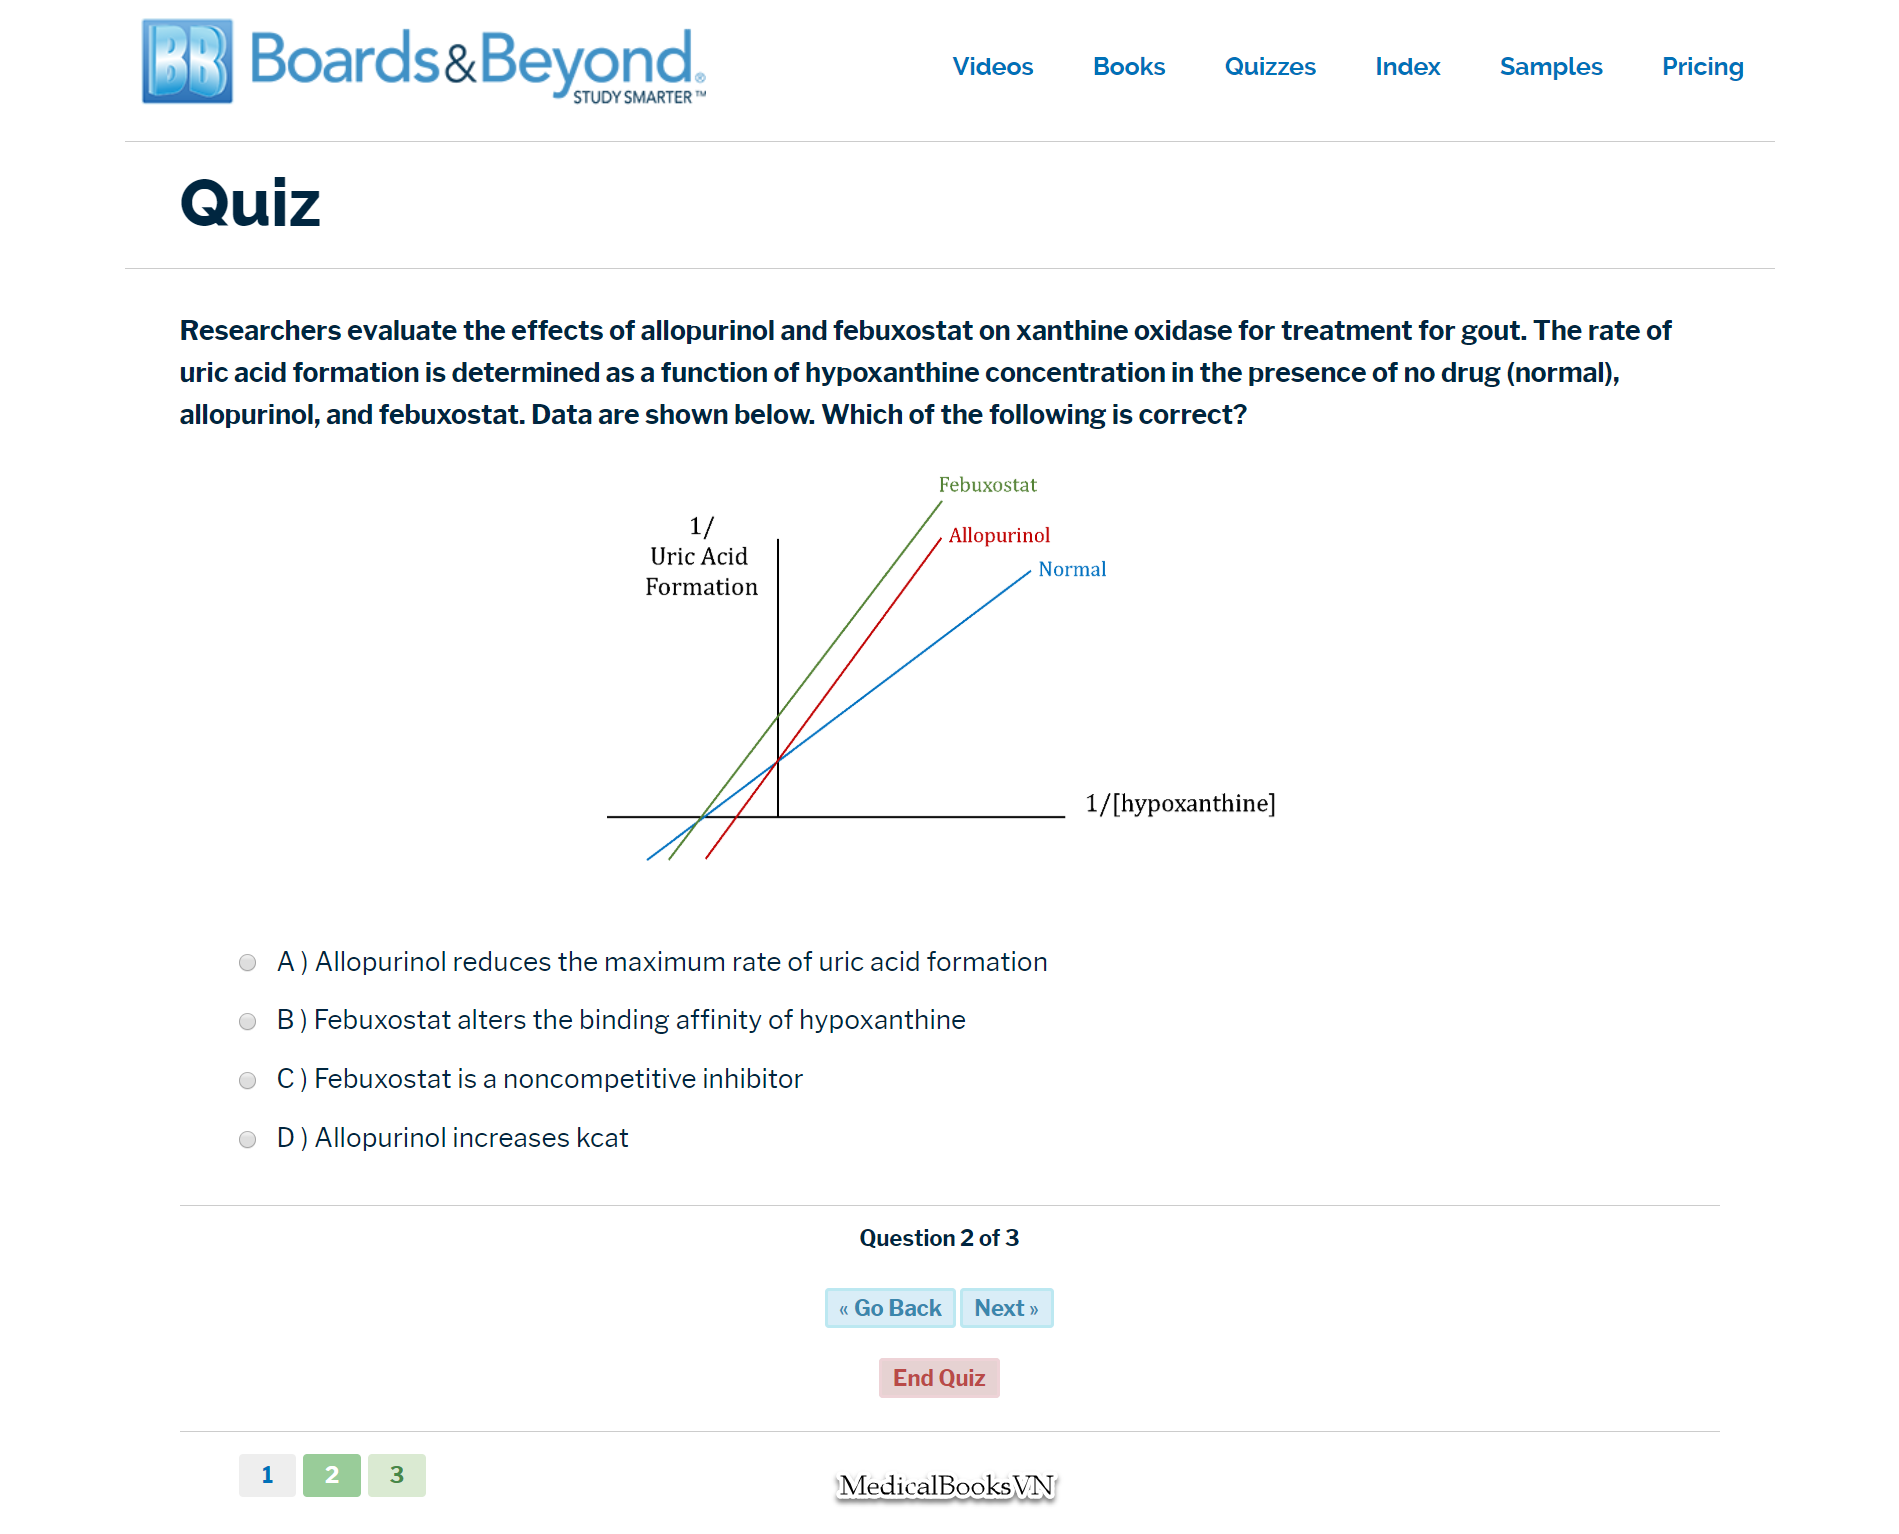 BB Boards&Beyond®
STUDY SMARTER™
Videos Books Quizzes Index Samples Pricing
Quiz
Researchers evaluate the effects of allopurinol and febuxostat on xanthine oxidase for treatment for gout. The rate of
uric acid formation is determined as a function of hypoxanthine concentration in the presence of no drug (normal),
allopurinol, and febuxostat. Data are shown below. Which of the following is correct?
Febuxostat
1/
Uric Acid
Formation
Allopurinol
Normal
1/[hypoxanthine]
A ) Allopurinol reduces the maximum rate of uric acid formation
B ) Febuxostat alters the binding affinity of hypoxanthine
C ) Febuxostat is a noncompetitive inhibitor
D ) Allopurinol increases kcat
Question 2 of 3
« Go Back Next »
End Quiz
1 2 3
MedicalBooksVN